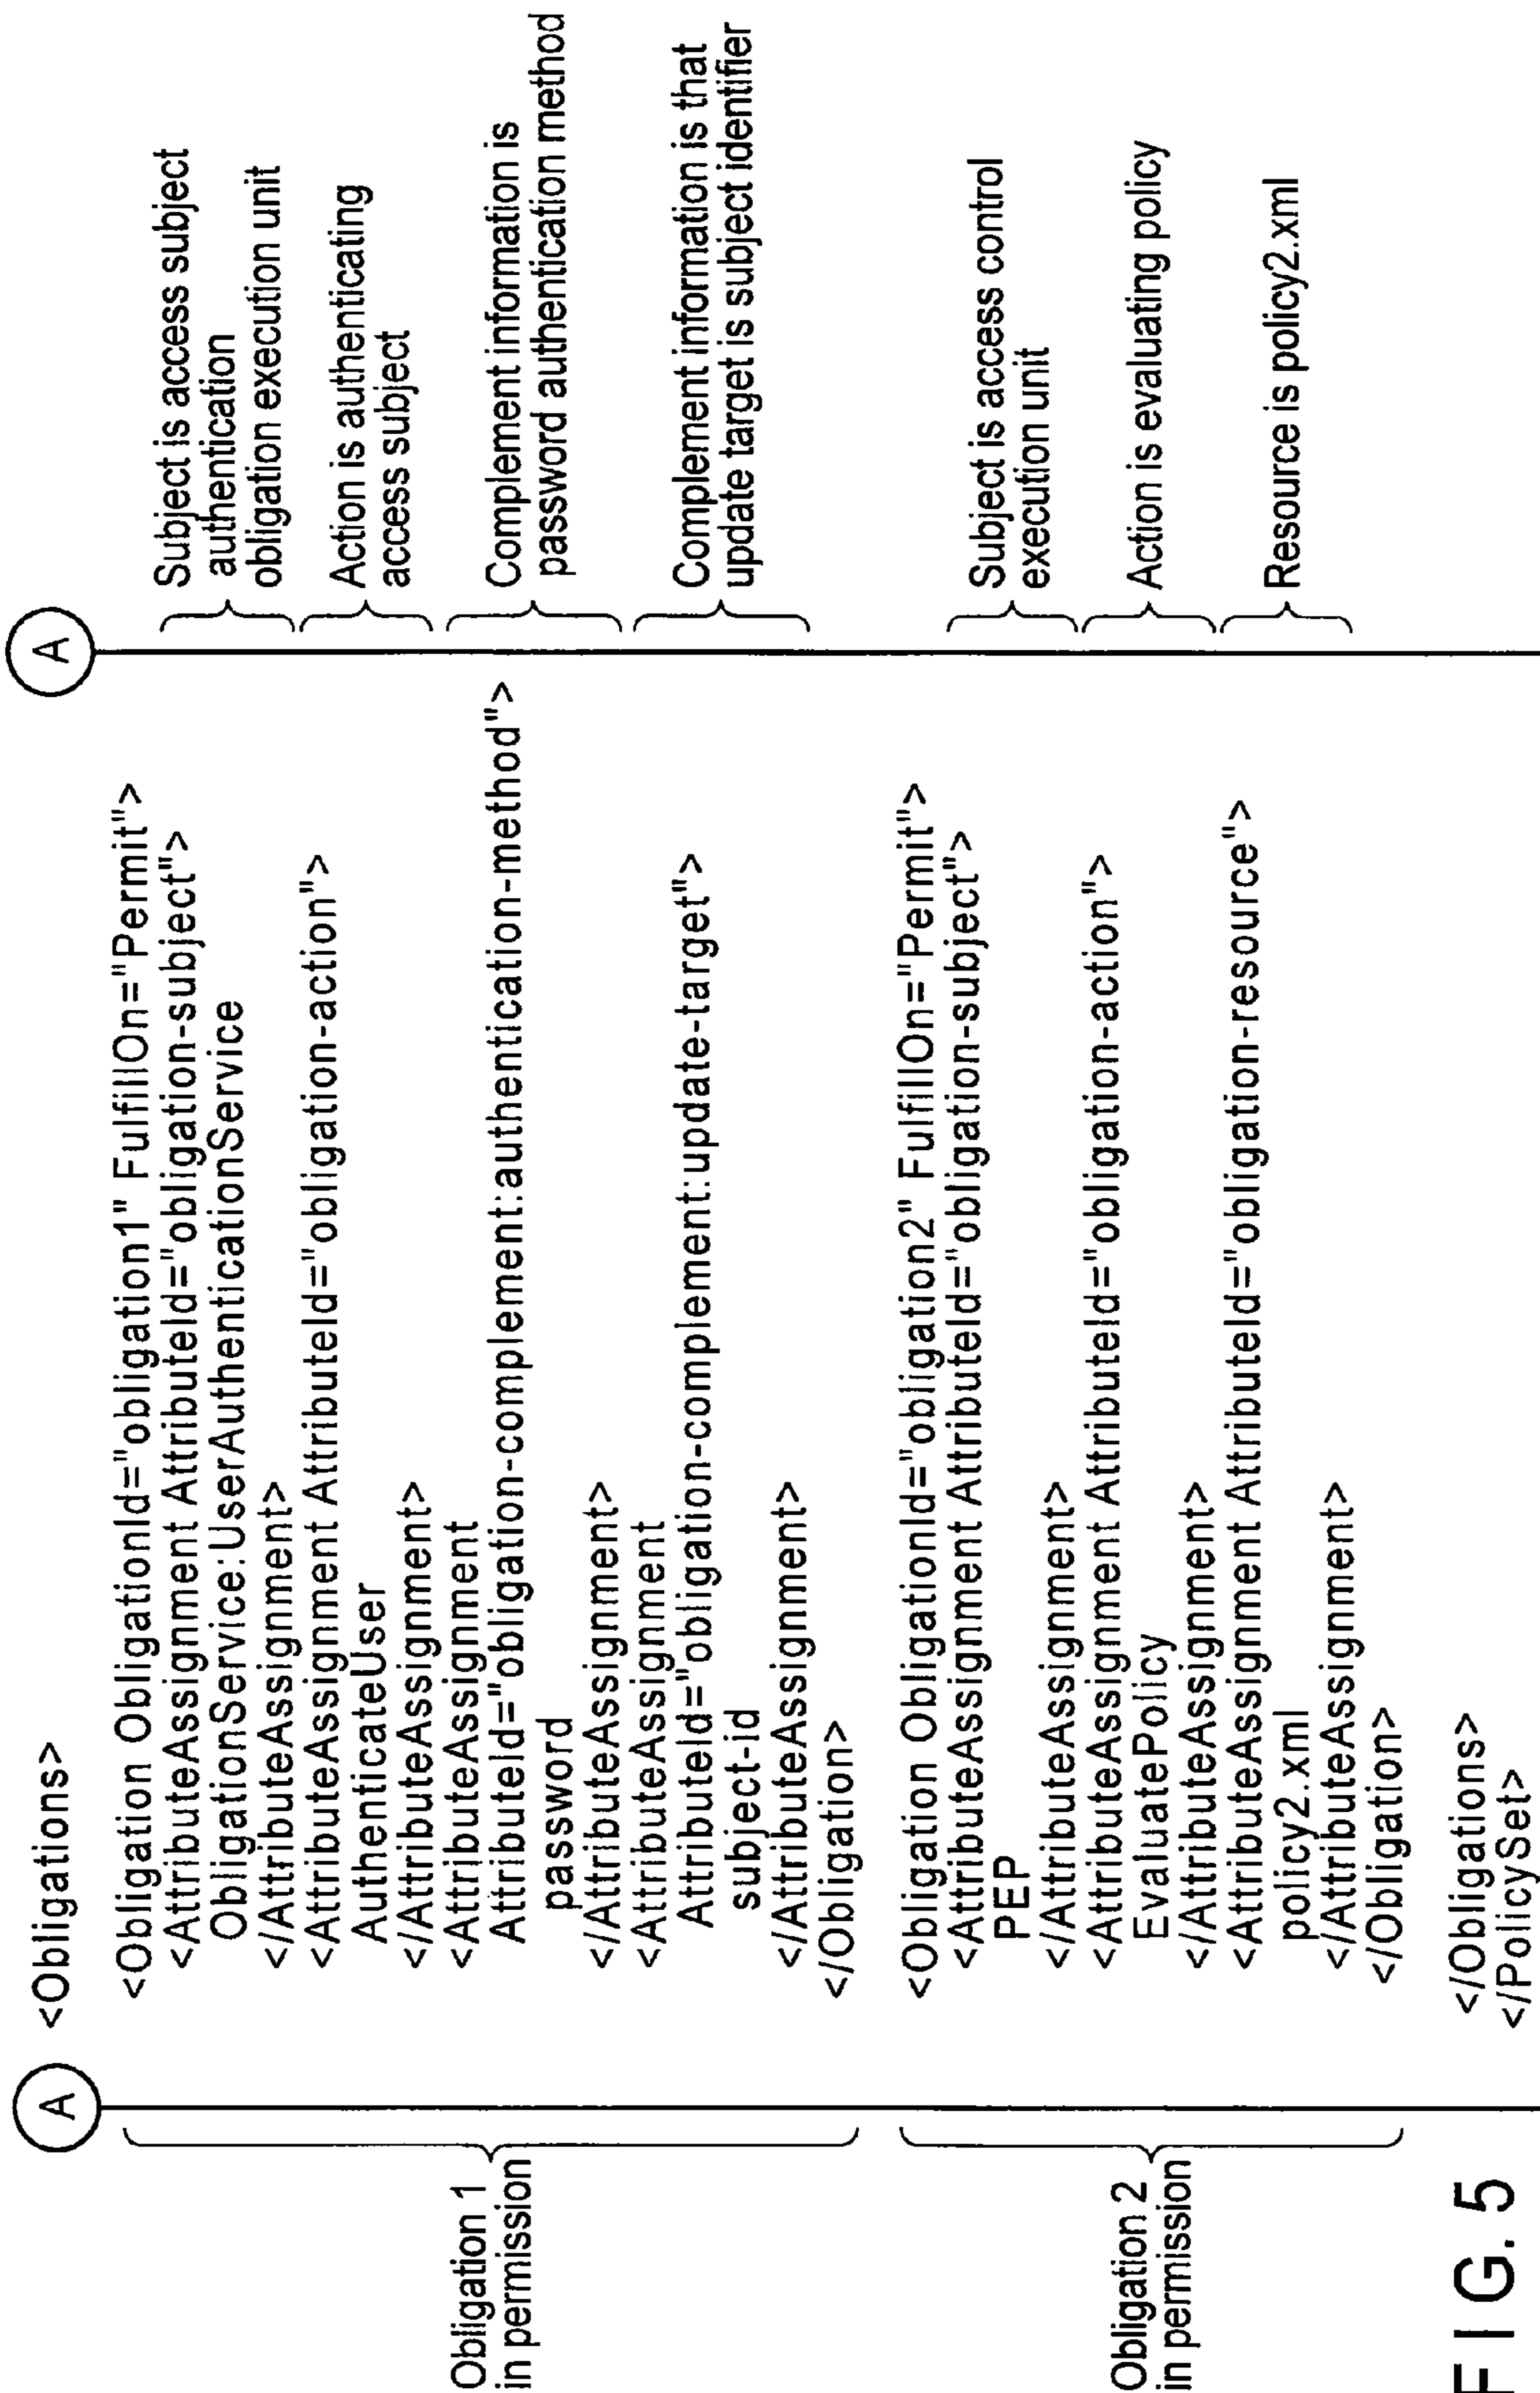 A
A
<Obligations>
Obligation 1
in permission
<Obligation ObligationId="obligation1" FulfillOn="Permit">
<AttributeAssignment AttributeId="obligation-subject">
ObligationService:UserAuthenticationService
</AttributeAssignment>
Subject is access subject
authentication
obligation execution unit
<AttributeAssignment AttributeId="obligation-action">
AuthenticateUser
</AttributeAssignment>
Action is authenticating
access subject
<AttributeAssignment
AttributeId="obligation-complement:authentication-method">
password
</AttributeAssignment>
Complement information is
password authentication method
<AttributeAssignment
AttributeId="obligation-complement:update-target">
subject-id
</AttributeAssignment>
Complement information is that
update target is subject identifier
</Obligation>
Obligation 2
in permission
<Obligation ObligationId="obligation2" FulfillOn="Permit">
<AttributeAssignment AttributeId="obligation-subject">
PEP
</AttributeAssignment>
Subject is access control
execution unit
<AttributeAssignment AttributeId="obligation-action">
EvaluatePolicy
</AttributeAssignment>
Action is evaluating policy
<AttributeAssignment AttributeId="obligation-resource">
policy2.xml
</AttributeAssignment>
Resource is policy2.xml
</Obligation>
</Obligations>
</PolicySet>
FIG. 5